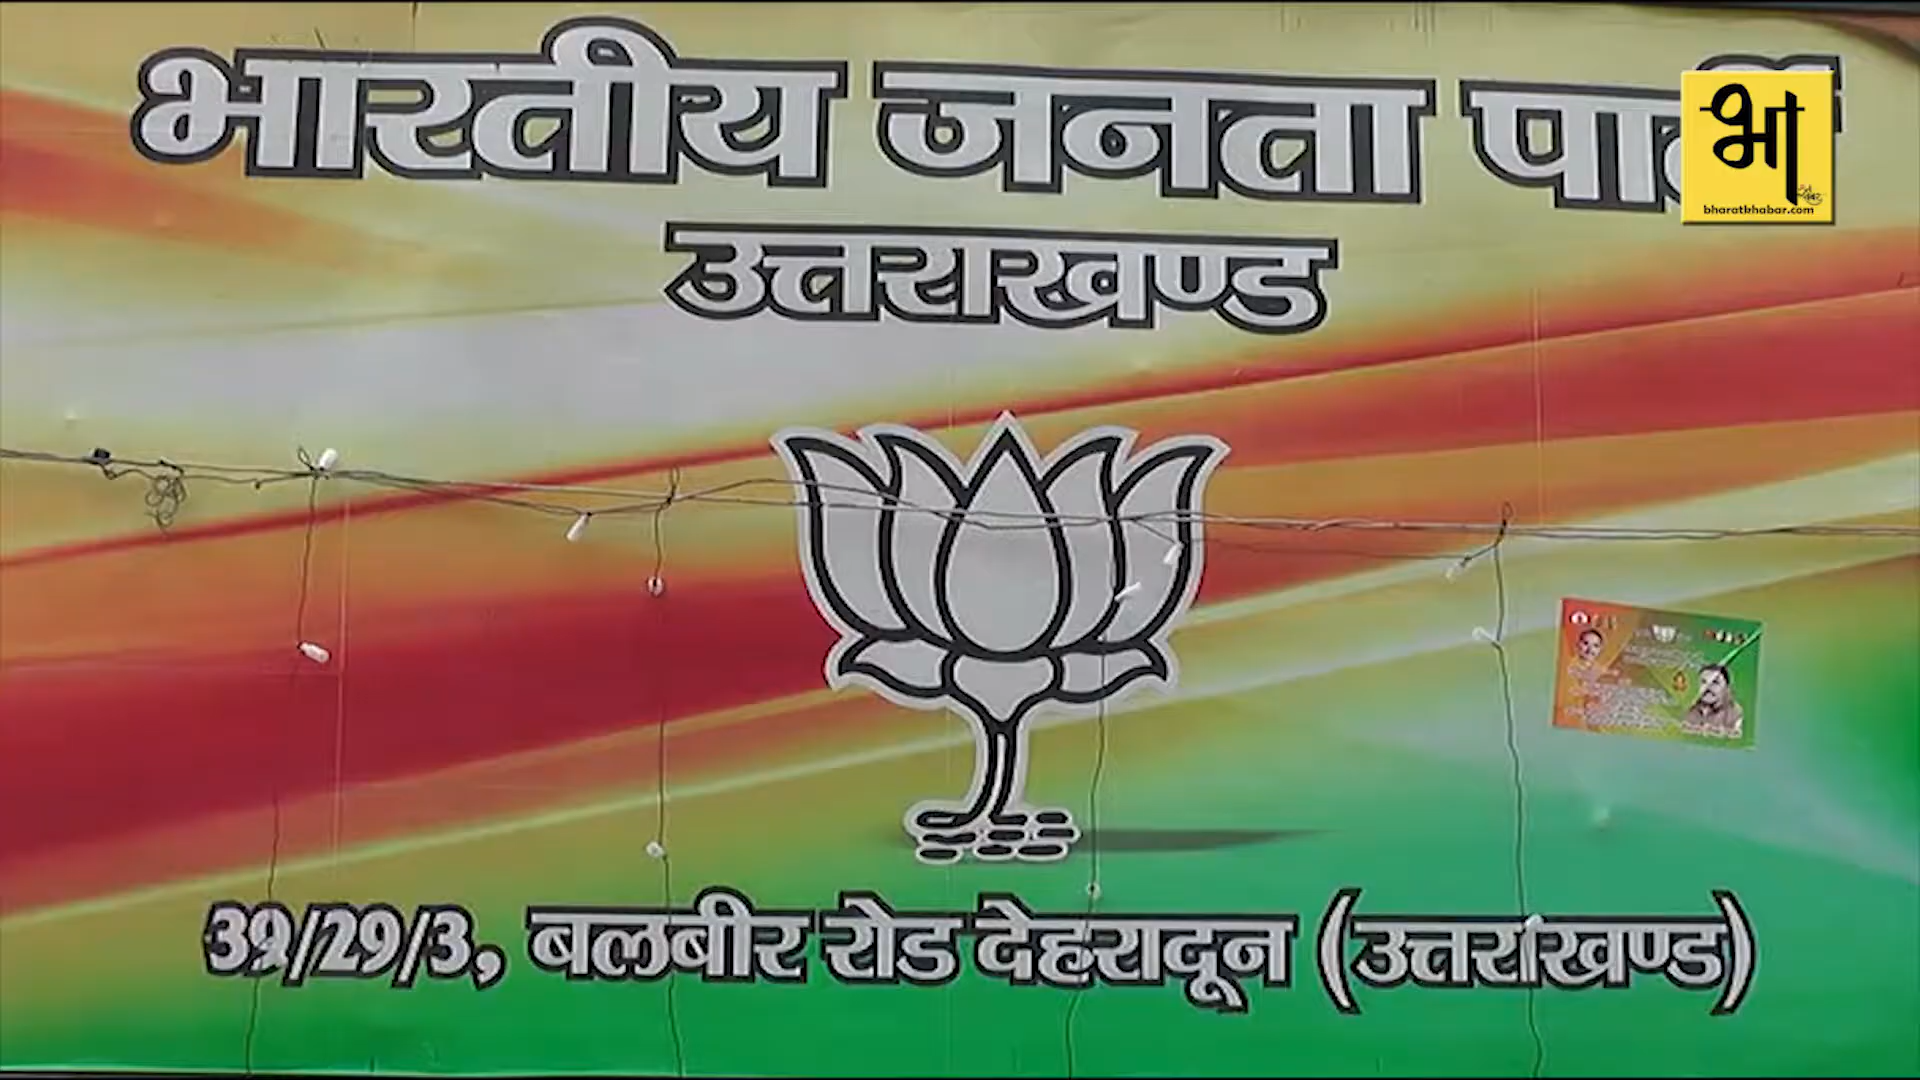 भारतीय जनता पार्टी
भा
bharatkhabar.com
उत्तराखण्ड
39/29/3, बलबीर रोड देहरादून (उत्तराखण्ड)